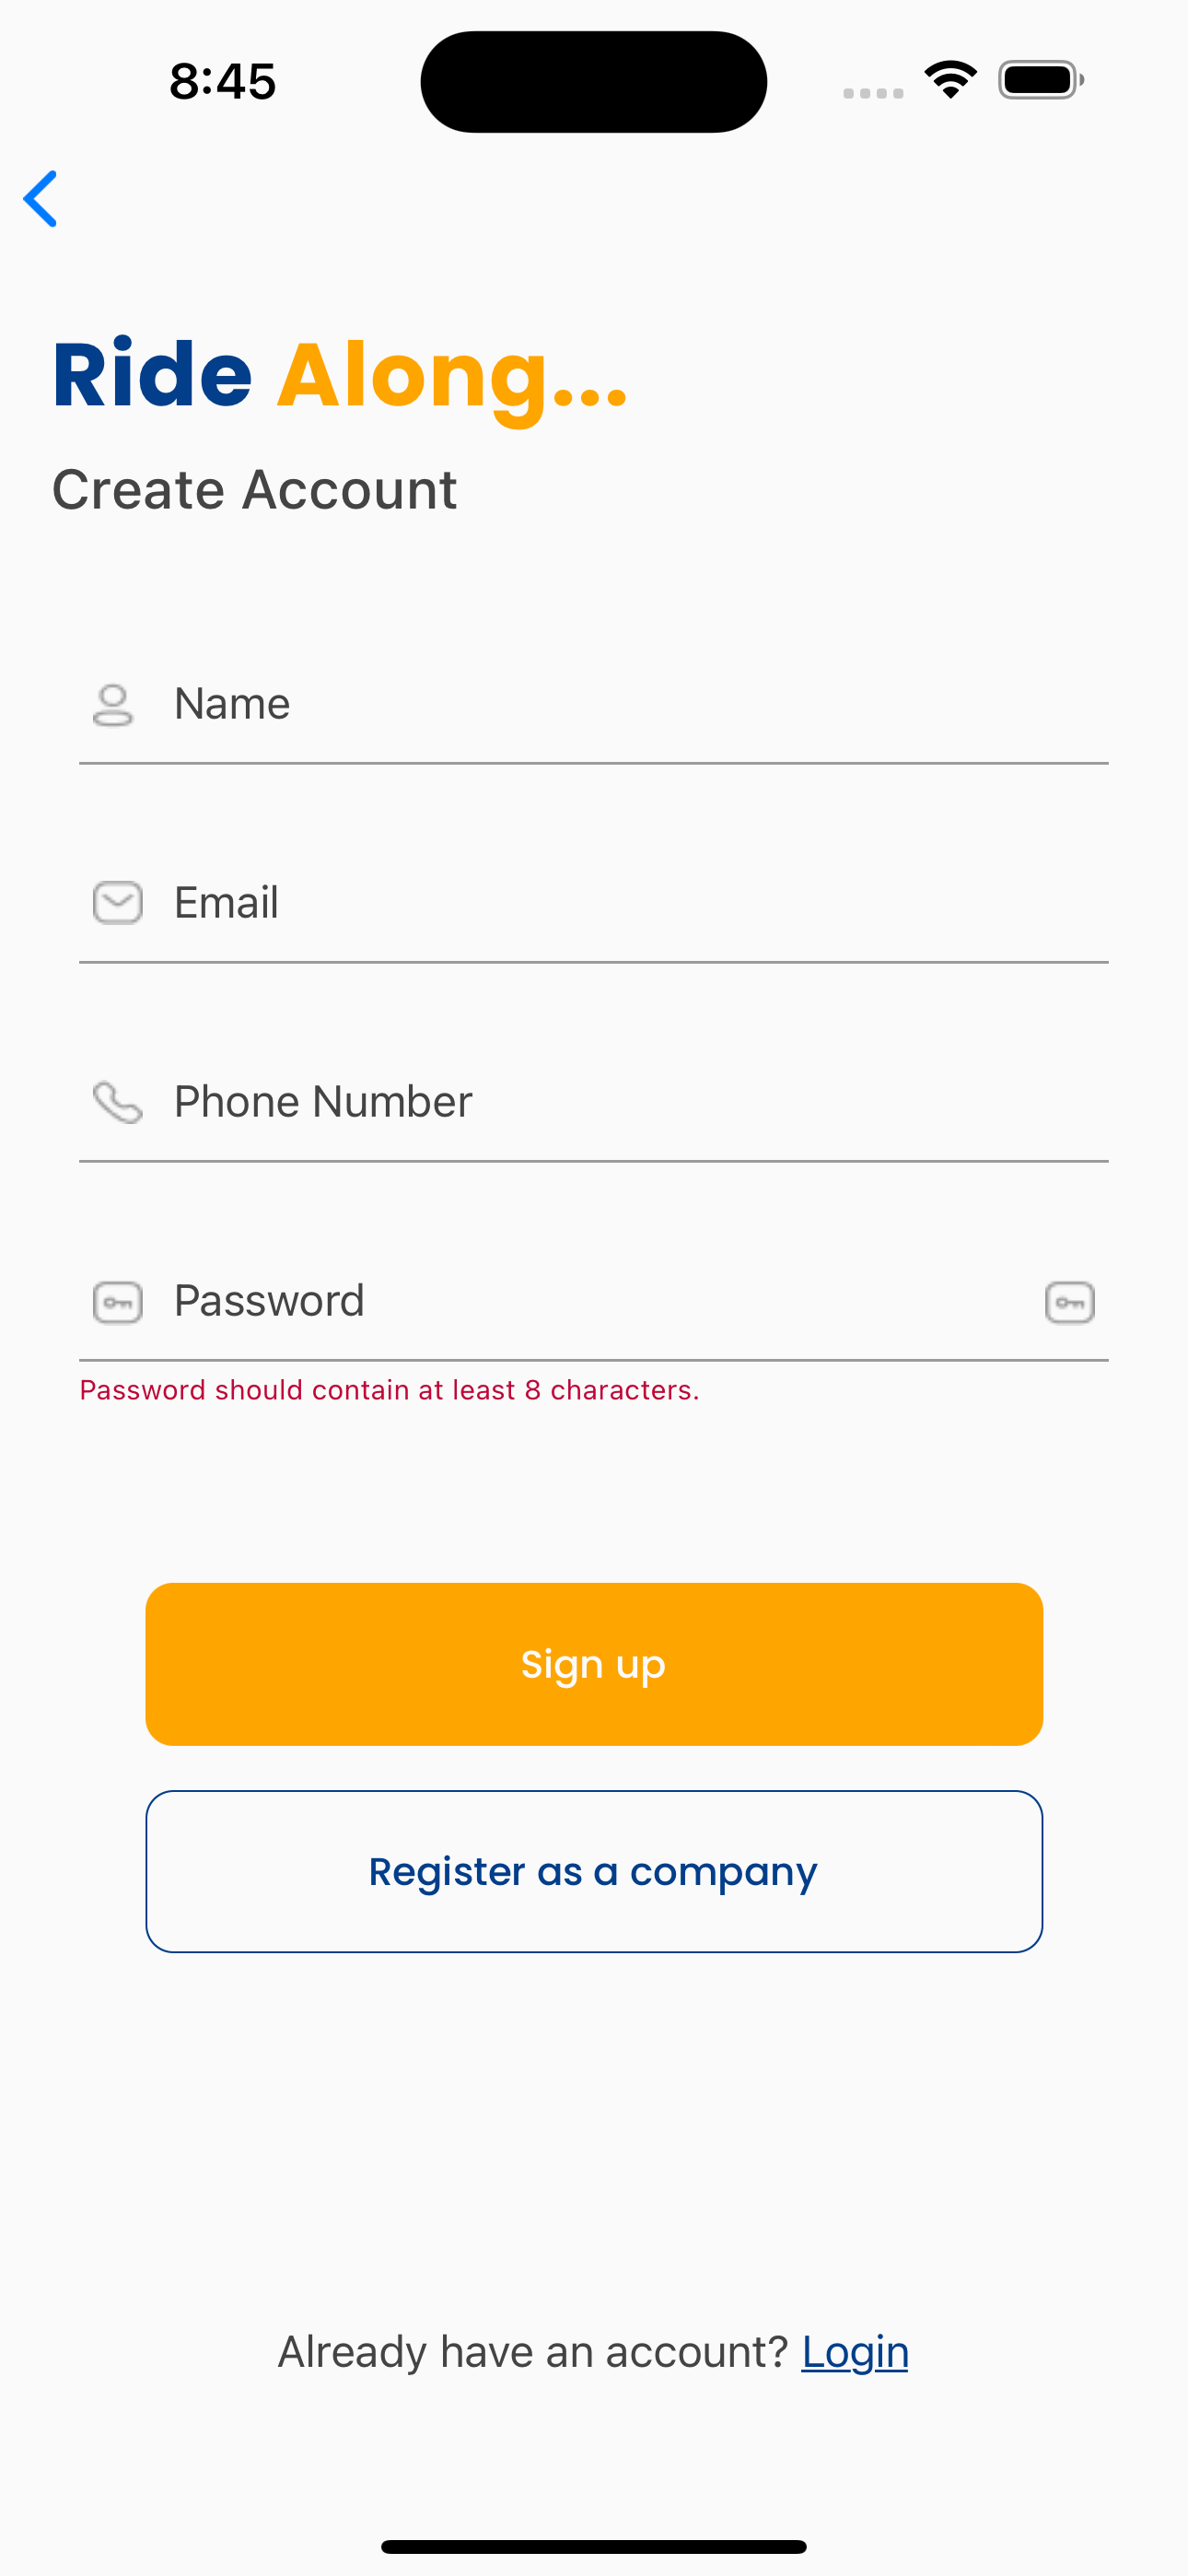 8:45
Ride Along...
Create Account
Name
Email
Phone Number
Password
Password should contain at least 8 characters.
Sign up
Register as a company
Already have an account? Login